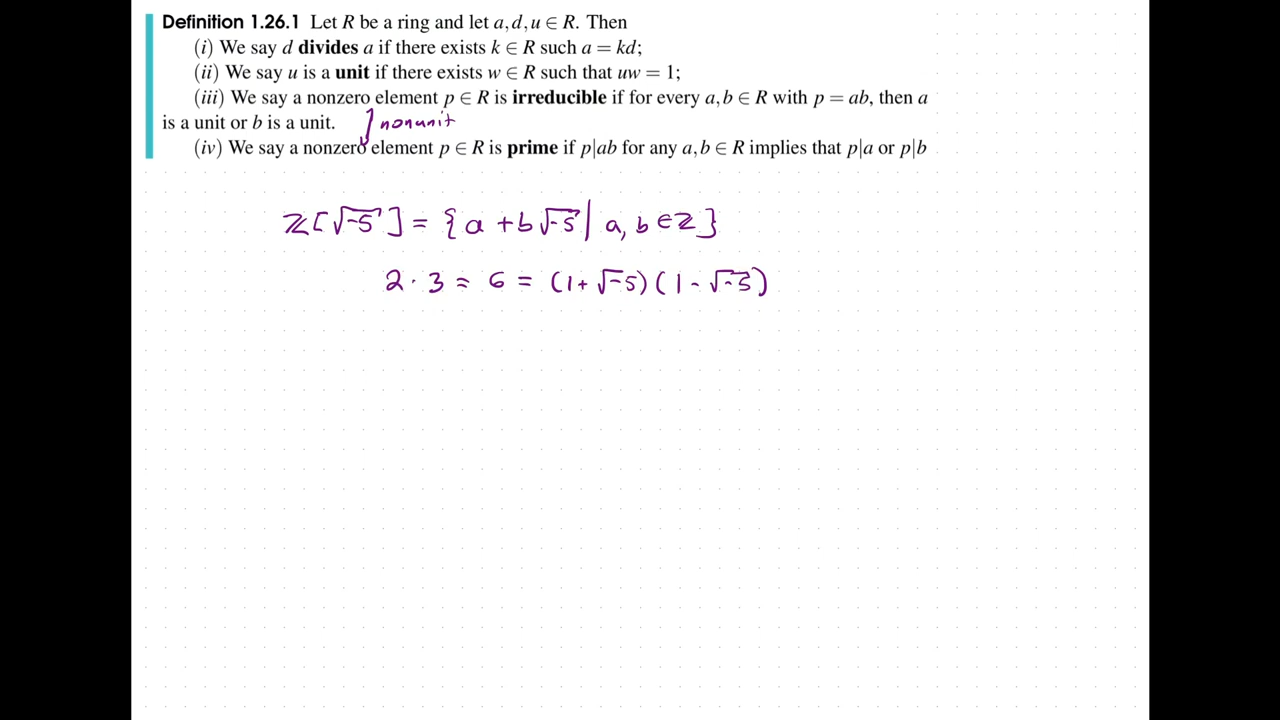 Definition 1.26.1 Let R be a ring and let a, d, u ∈ R. Then
(i) We say d divides a if there exists k ∈ R such a = kd;
(ii) We say u is a unit if there exists w ∈ R such that uw = 1;
(iii) We say a nonzero element p ∈ R is irreducible if for every a, b ∈ R with p = ab, then a
is a unit or b is a unit. ] nonunit
(iv) We say a nonzero element p ∈ R is prime if p|ab for any a, b ∈ R implies that p|a or p|b
ℤ[√-5] = {a + b√-5 | a, b ∈ ℤ}
2 · 3 = 6 = (1 + √-5)(1 - √-5)